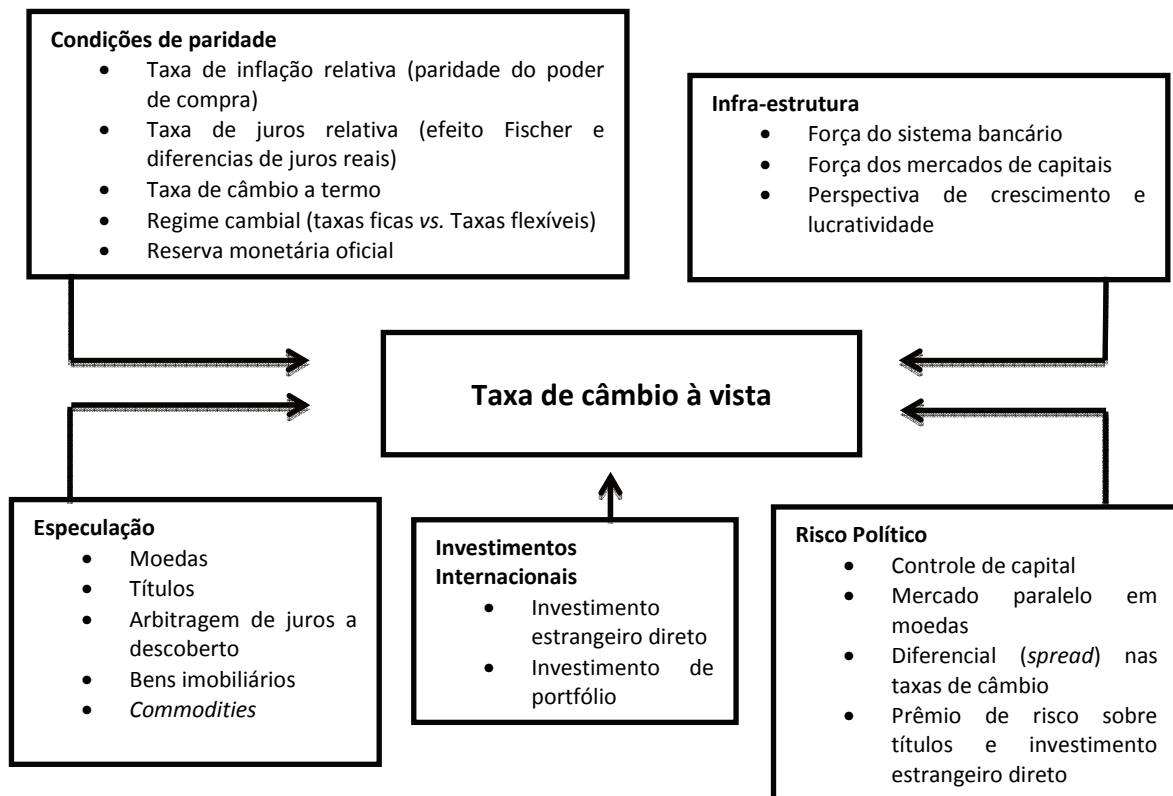 Condições de paridade
• Taxa de inflação relativa (paridade do poder
de compra)
• Taxa de juros relativa (efeito Fischer e
diferencias de juros reais)
• Taxa de câmbio a termo
• Regime cambial (taxas ficas vs. Taxas flexíveis)
• Reserva monetária oficial
Infra-estrutura
• Força do sistema bancário
• Força dos mercados de capitais
• Perspectiva de crescimento e
lucratividade
Taxa de câmbio à vista
Especulação
• Moedas
• Títulos
• Arbitragem de juros a
descoberto
• Bens imobiliários
• Commodities
Investimentos
Internacionais
• Investimento
estrangeiro direto
• Investimento de
portfólio
Risco Político
• Controle de capital
• Mercado paralelo em
moedas
• Diferencial (spread) nas
taxas de câmbio
• Prêmio de risco sobre
títulos e investimento
estrangeiro direto